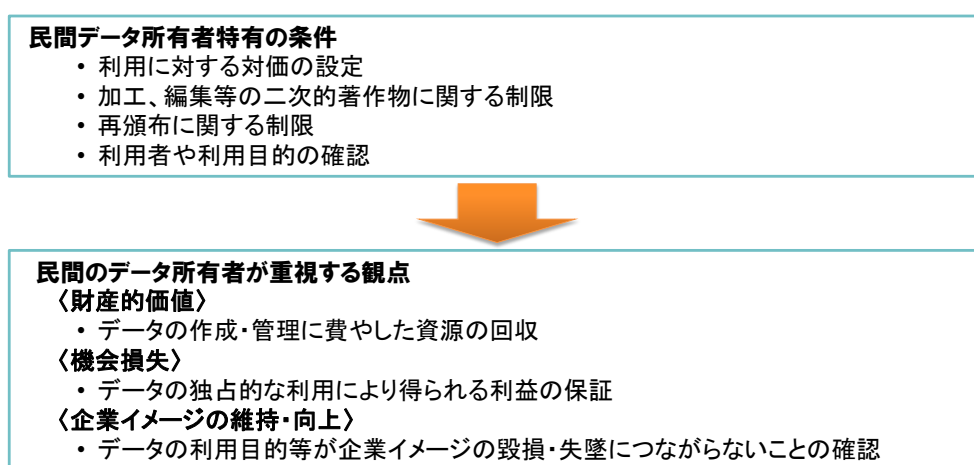 民間データ所有者特有の条件
• 利用に対する対価の設定
• 加工、編集等の二次的著作物に関する制限
• 再頒布に関する制限
• 利用者や利用目的の確認
民間のデータ所有者が重視する観点
〈財産的価値〉
• データの作成・管理に費やした資源の回収
〈機会損失〉
• データの独占的な利用により得られる利益の保証
〈企業イメージの維持・向上〉
• データの利用目的等が企業イメージの毀損・失墜につながらないことの確認